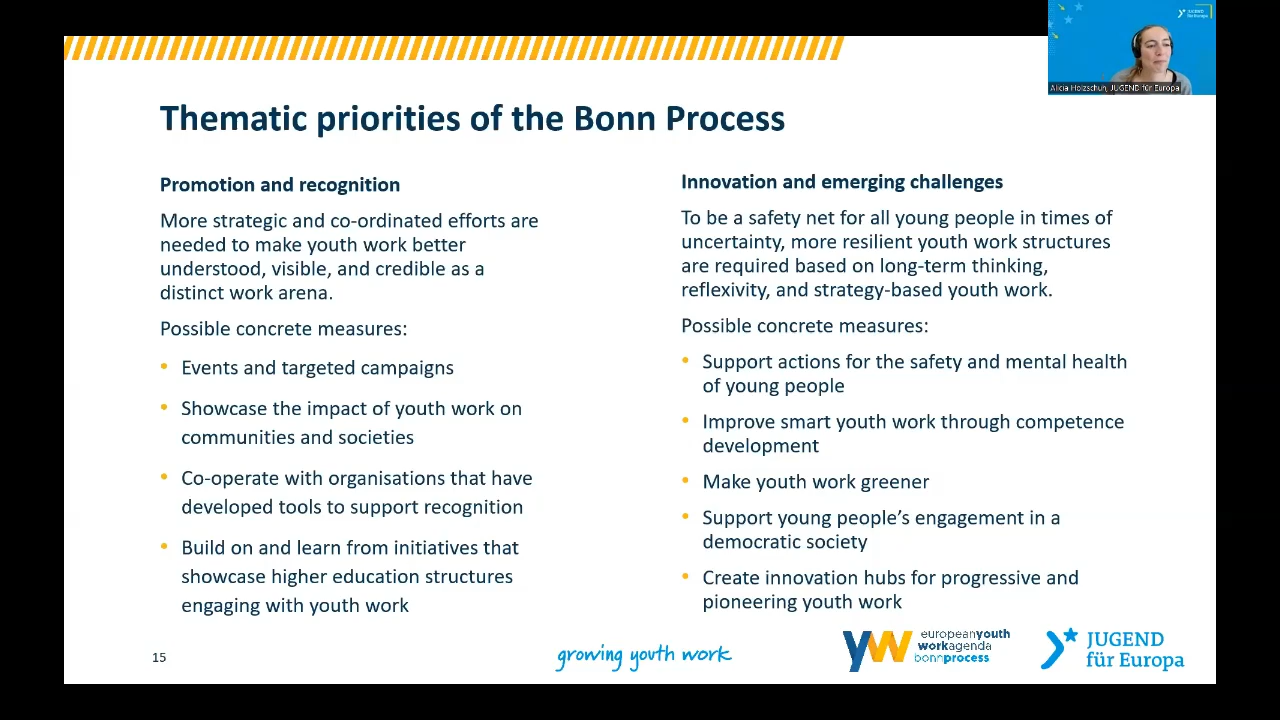 JUGEND
für Europa
Alicia Holzschuh, JUGEND für Europa
Thematic priorities of the Bonn Process
Promotion and recognition
More strategic and co-ordinated efforts are
needed to make youth work better
understood, visible, and credible as a
distinct work arena.
Possible concrete measures:
• Events and targeted campaigns
• Showcase the impact of youth work on
communities and societies
• Co-operate with organisations that have
developed tools to support recognition
• Build on and learn from initiatives that
showcase higher education structures
engaging with youth work
Innovation and emerging challenges
To be a safety net for all young people in times of
uncertainty, more resilient youth work structures
are required based on long-term thinking,
reflexivity, and strategy-based youth work.
Possible concrete measures:
• Support actions for the safety and mental health
of young people
• Improve smart youth work through competence
development
• Make youth work greener
• Support young people’s engagement in a
democratic society
• Create innovation hubs for progressive and
pioneering youth work
15
growing youth work
yw
europeanyouth
workagenda
bonnprocess
JUGEND
für Europa